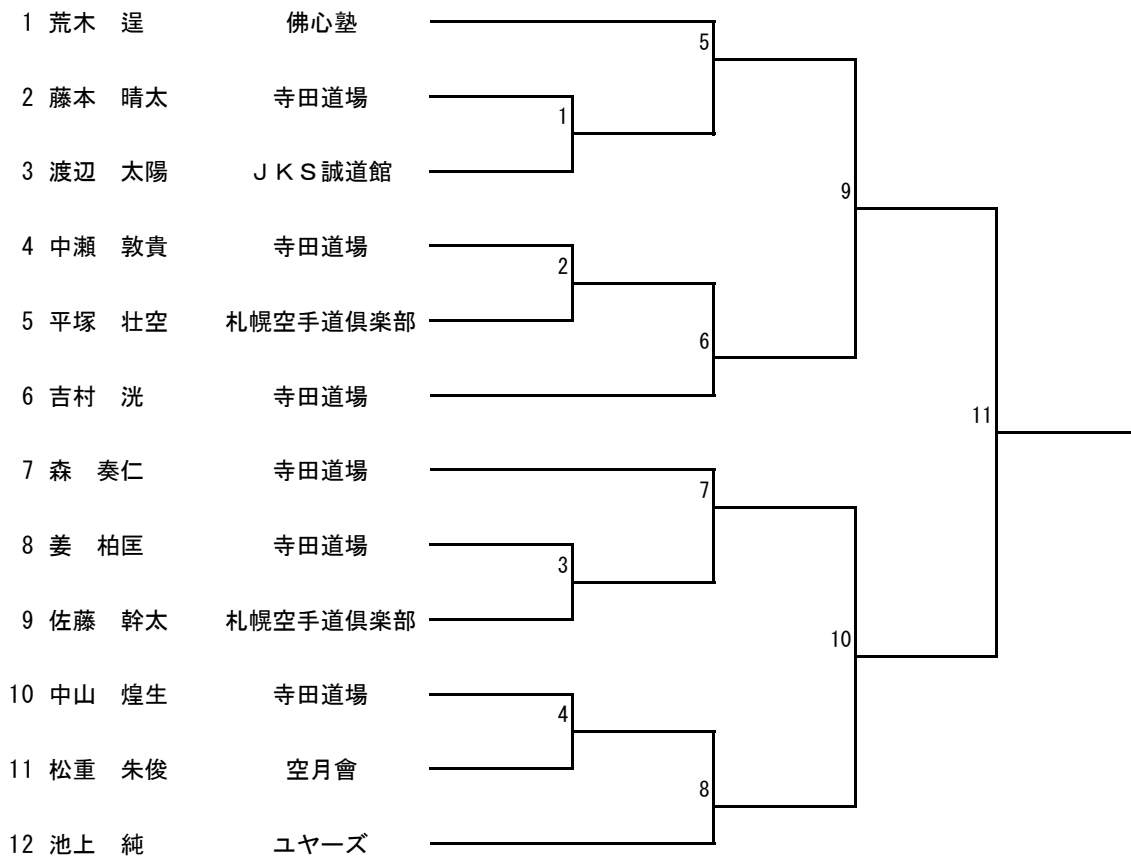 1 荒木　逞 佛心塾
5
2 藤本　晴太 寺田道場
1
3 渡辺　太陽 ＪＫＳ誠道館
9
4 中瀬　敦貴 寺田道場
2
5 平塚　壮空 札幌空手道倶楽部
6
6 吉村　洸 寺田道場
11
7 森　奏仁 寺田道場
7
8 姜　柏匡 寺田道場
3
9 佐藤　幹太 札幌空手道倶楽部
10
10 中山　煌生 寺田道場
4
11 松重　朱俊 空月會
8
12 池上　純 ユヤーズ